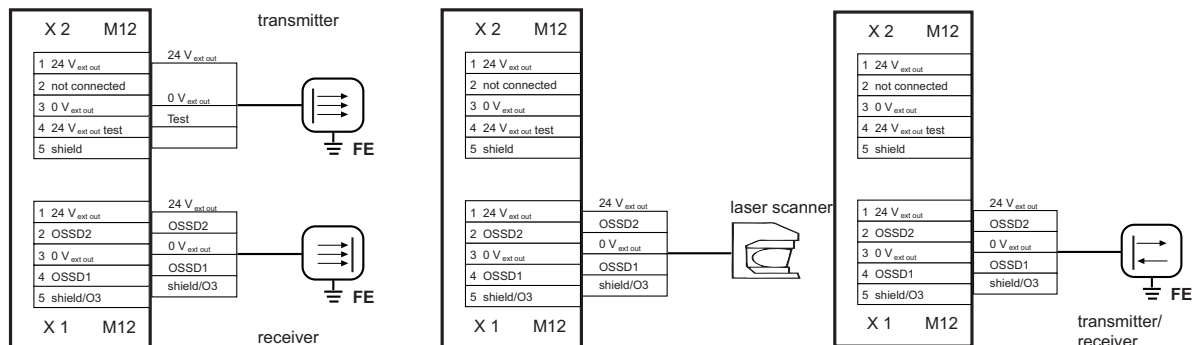 X 2 M12
transmitter
1 24 V ext out
2 not connected
3 0 V ext out
4 24 V ext out test
5 shield
24 V ext out
0 V ext out
Test
FE
1 24 V ext out
2 OSSD2
3 0 V ext out
4 OSSD1
5 shield/O3
24 V ext out
OSSD2
0 V ext out
OSSD1
shield/O3
FE
X 1 M12
receiver
X 2 M12
1 24 V ext out
2 not connected
3 0 V ext out
4 24 V ext out test
5 shield
1 24 V ext out
2 OSSD2
3 0 V ext out
4 OSSD1
5 shield/O3
24 V ext out
OSSD2
0 V ext out
OSSD1
shield/O3
laser scanner
X 1 M12
X 2 M12
1 24 V ext out
2 not connected
3 0 V ext out
4 24 V ext out test
5 shield
1 24 V ext out
2 OSSD2
3 0 V ext out
4 OSSD1
5 shield/O3
24 V ext out
OSSD2
0 V ext out
OSSD1
shield/O3
FE
X 1 M12
transmitter/
receiver